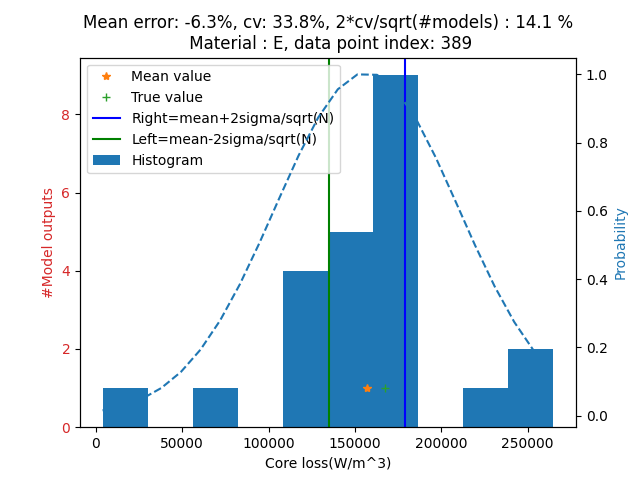 Mean error: -6.3%, cv: 33.8%, 2*cv/sqrt(#models) : 14.1 %
Material : E, data point index: 389
Mean value
True value
Right=mean+2sigma/sqrt(N)
Left=mean-2sigma/sqrt(N)
Histogram
#Model outputs
0
2
4
6
8
Probability
0.0
0.2
0.4
0.6
0.8
1.0
0
50000
100000
150000
200000
250000
Core loss(W/m^3)